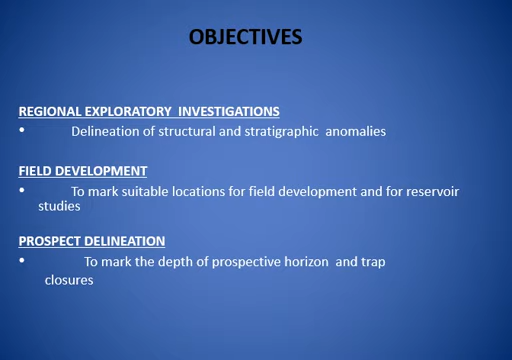 OBJECTIVES
REGIONAL EXPLORATORY INVESTIGATIONS
• Delineation of structural and stratigraphic anomalies
FIELD DEVELOPMENT
• To mark suitable locations for field development and for reservoir
studies
PROSPECT DELINEATION
• To mark the depth of prospective horizon and trap
closures